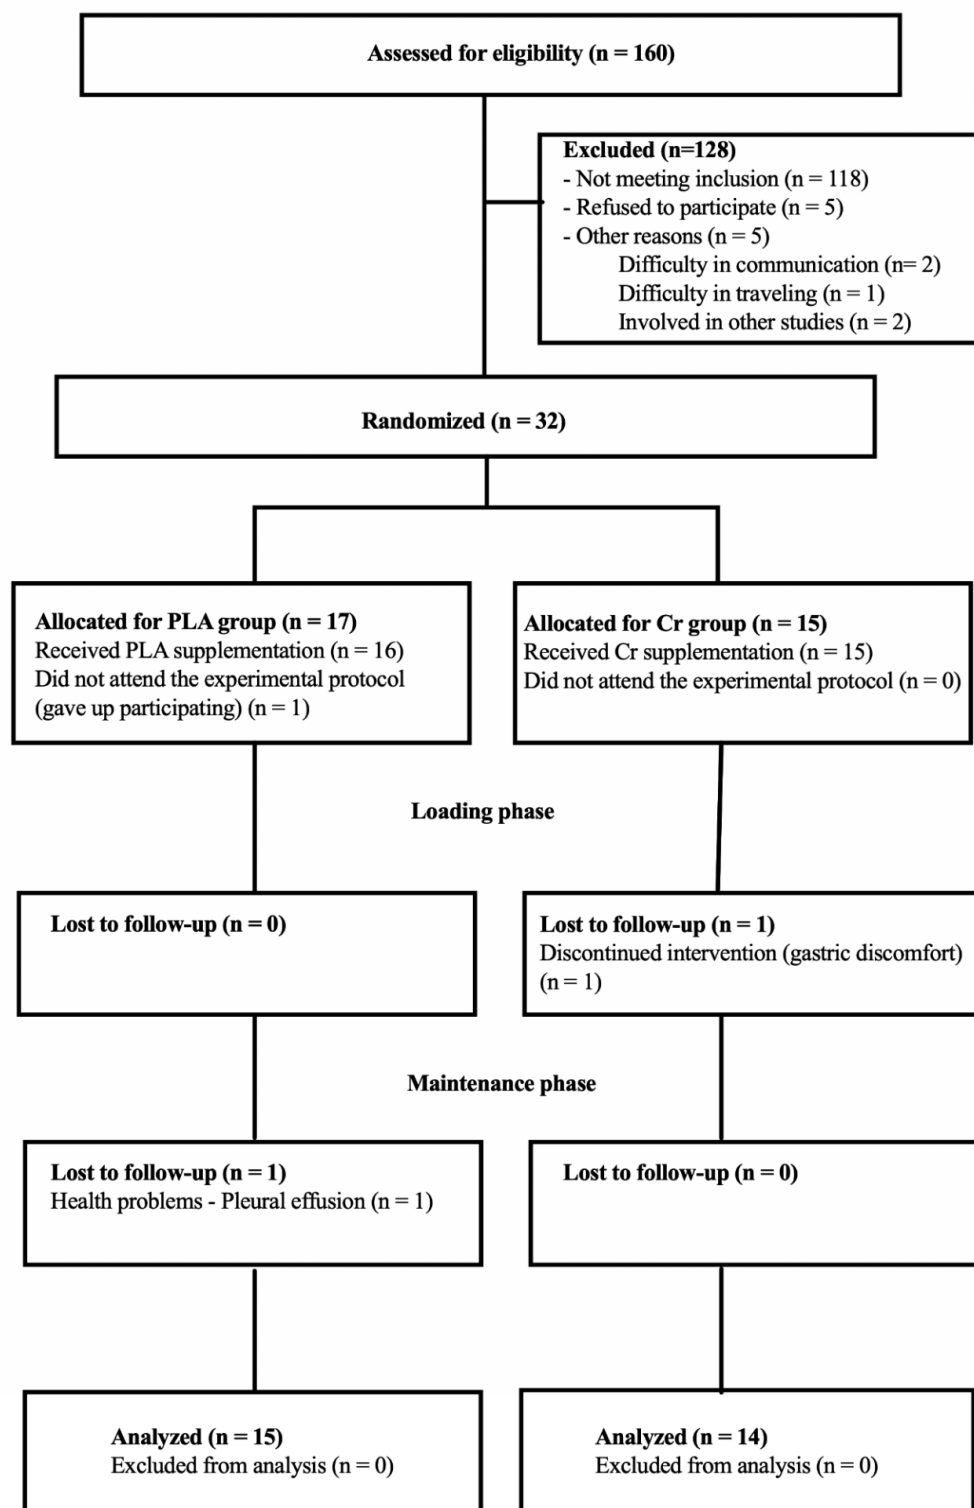 Assessed for eligibility (n = 160)
Excluded (n=128)
- Not meeting inclusion (n = 118)
- Refused to participate (n = 5)
- Other reasons (n = 5)
Difficulty in communication (n= 2)
Difficulty in traveling (n = 1)
Involved in other studies (n = 2)
Randomized (n = 32)
Allocated for PLA group (n = 17)
Received PLA supplementation (n = 16)
Did not attend the experimental protocol
(gave up participating) (n = 1)
Allocated for Cr group (n = 15)
Received Cr supplementation (n = 15)
Did not attend the experimental protocol (n = 0)
Loading phase
Lost to follow-up (n = 0)
Lost to follow-up (n = 1)
Discontinued intervention (gastric discomfort)
(n = 1)
Maintenance phase
Lost to follow-up (n = 1)
Health problems - Pleural effusion (n = 1)
Lost to follow-up (n = 0)
Analyzed (n = 15)
Excluded from analysis (n = 0)
Analyzed (n = 14)
Excluded from analysis (n = 0)